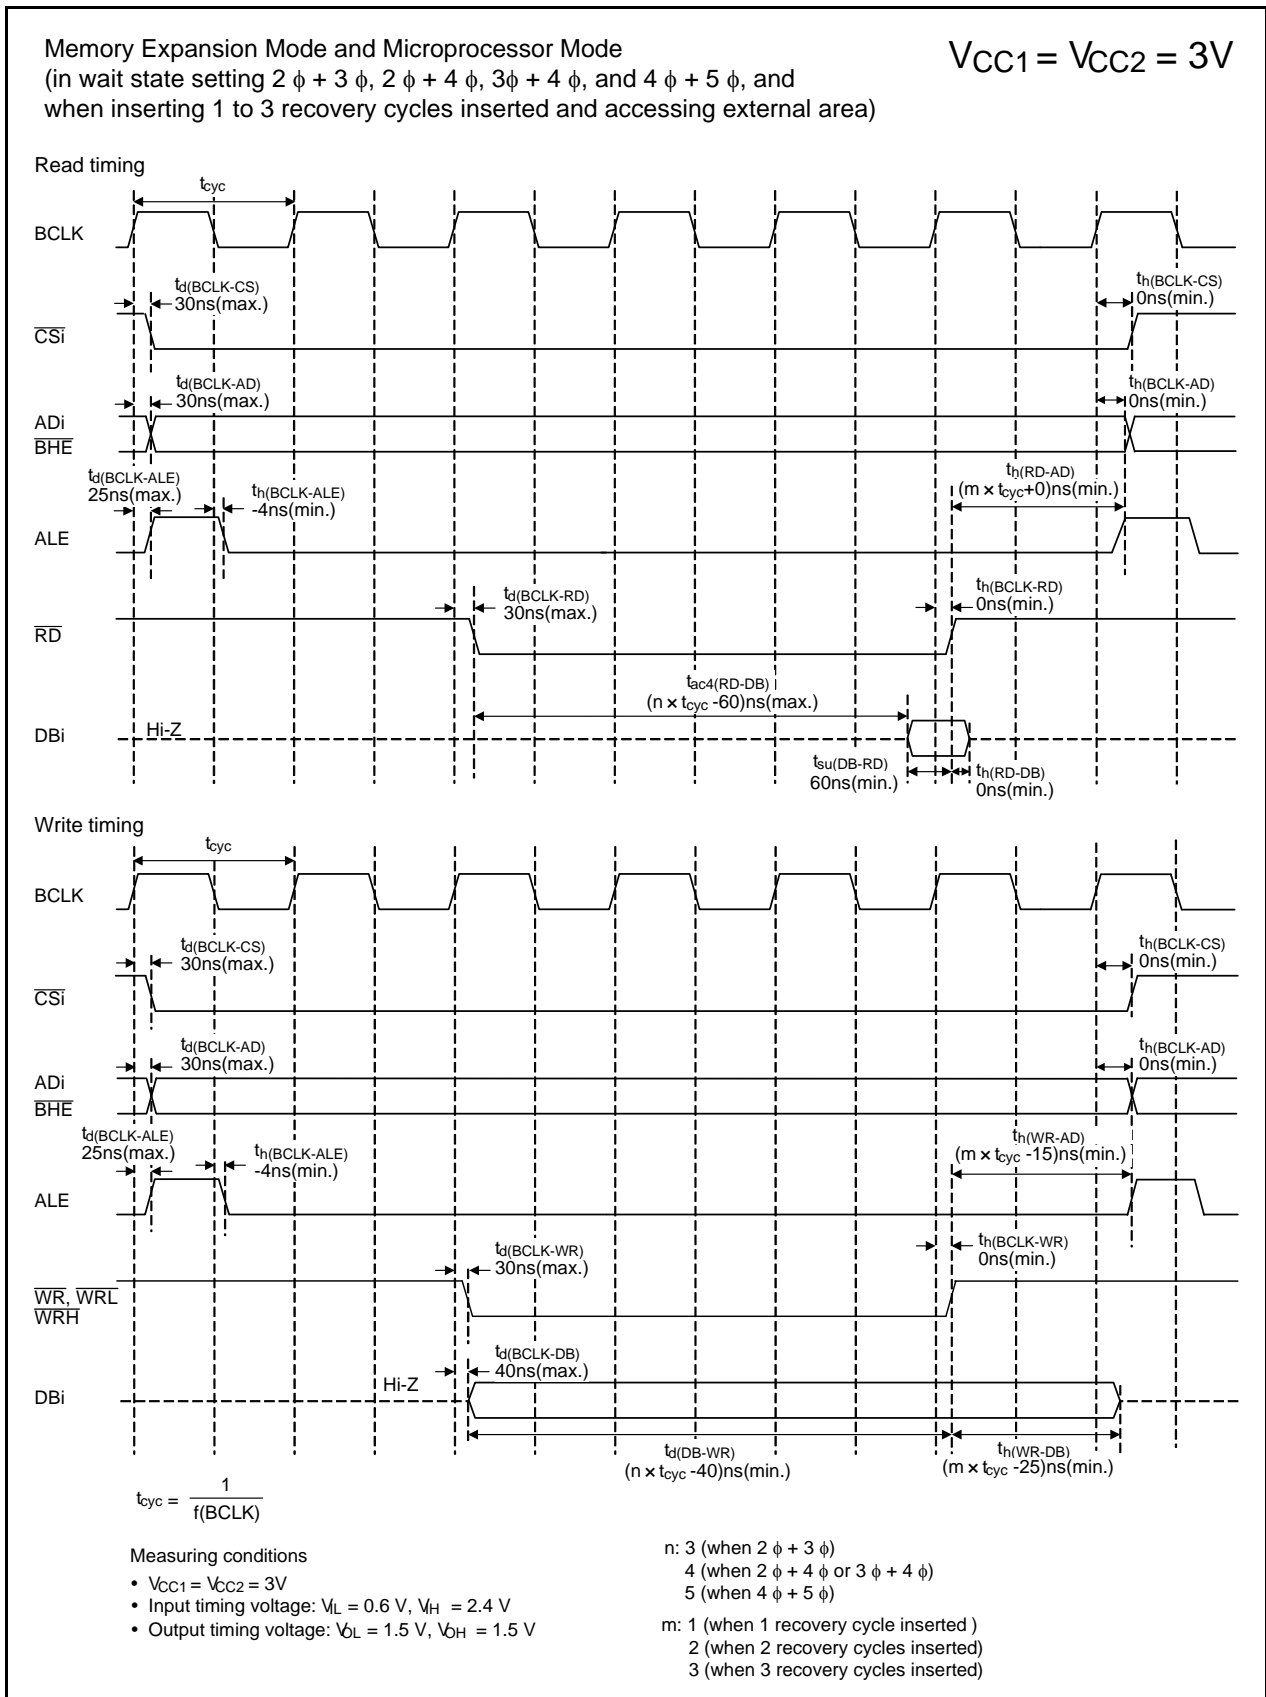 Memory Expansion Mode and Microprocessor Mode
(in wait state setting 2 ϕ + 3 ϕ, 2 ϕ + 4 ϕ, 3ϕ + 4 ϕ, and 4 ϕ + 5 ϕ, and
when inserting 1 to 3 recovery cycles inserted and accessing external area)
VCC1 = VCC2 = 3V
Read timing
tcyc
BCLK
td(BCLK-CS)
30ns(max.)
th(BCLK-CS)
0ns(min.)
CSi
td(BCLK-AD)
30ns(max.)
th(BCLK-AD)
0ns(min.)
ADi
BHE
td(BCLK-ALE)
25ns(max.)
th(BCLK-ALE)
-4ns(min.)
th(RD-AD)
(m × tcyc+0)ns(min.)
ALE
td(BCLK-RD)
30ns(max.)
th(BCLK-RD)
0ns(min.)
RD
tac4(RD-DB)
(n × tcyc -60)ns(max.)
DBi
Hi-Z
tsu(DB-RD)
60ns(min.)
th(RD-DB)
0ns(min.)
Write timing
tcyc
BCLK
td(BCLK-CS)
30ns(max.)
th(BCLK-CS)
0ns(min.)
CSi
td(BCLK-AD)
30ns(max.)
th(BCLK-AD)
0ns(min.)
ADi
BHE
td(BCLK-ALE)
25ns(max.)
th(BCLK-ALE)
-4ns(min.)
th(WR-AD)
(m × tcyc -15)ns(min.)
ALE
td(BCLK-WR)
30ns(max.)
th(BCLK-WR)
0ns(min.)
WR, WRL
WRH
td(BCLK-DB)
40ns(max.)
Hi-Z
DBi
td(DB-WR)
(n × tcyc -40)ns(min.)
th(WR-DB)
(m × tcyc -25)ns(min.)
tcyc = 1
f(BCLK)
Measuring conditions
• VCC1 = VCC2 = 3V
• Input timing voltage: VIL = 0.6 V, VIH = 2.4 V
• Output timing voltage: VOL = 1.5 V, VOH = 1.5 V
n: 3 (when 2 ϕ + 3 ϕ)
4 (when 2 ϕ + 4 ϕ or 3 ϕ + 4 ϕ)
5 (when 4 ϕ + 5 ϕ)
m: 1 (when 1 recovery cycle inserted )
2 (when 2 recovery cycles inserted)
3 (when 3 recovery cycles inserted)